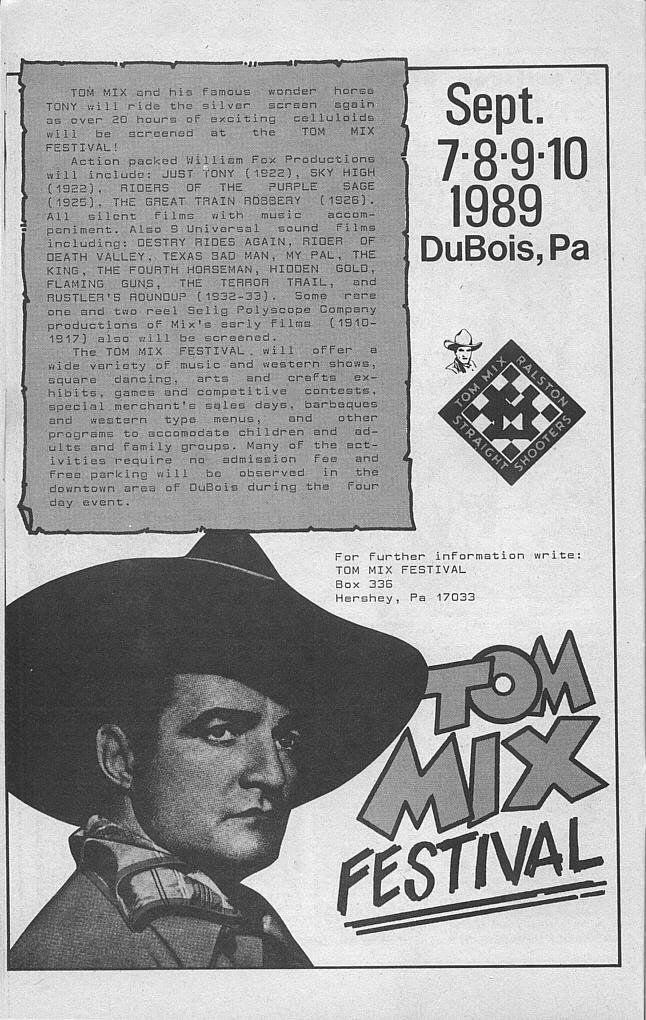 TOM MIX and his famous wonder horse
TONY will ride the silver screen again
as over 20 hours of exciting celluloids
will be screened at the TOM MIX
FESTIVAL!
Action packed William Fox Productions
will include: JUST TONY (1922), SKY HIGH
(1922), RIDERS OF THE PURPLE SAGE
(1925), THE GREAT TRAIN ROBBERY (1926).
All silent films with music accom-
paniment. Also 9 Universal sound films
including: DESTRY RIDES AGAIN, RIDER OF
DEATH VALLEY, TEXAS BAD MAN, MY PAL, THE
KING, THE FOURTH HORSEMAN, HIDDEN GOLD,
FLAMING GUNS, THE TERROR TRAIL, and
RUSTLER'S ROUNDUP (1932-33). Some rare
one and two reel Selig Polyscope Company
productions of Mix's early films (1910-
1917) also will be screened.
The TOM MIX FESTIVAL will offer a
wide variety of music and western shows,
square dancing, arts and crafts ex-
hibits, games and competitive contests,
special merchant's sales days, barbeques
and western type menus, and other
programs to accomodate children and ad-
ults and family groups. Many of the act-
ivities require no admission fee and
free parking will be observed in the
downtown area of DuBois during the four
day event.
Sept.
7·8·9·10
1989
DuBois, Pa
TOM MIX RALSTON
STRAIGHT SHOOTERS
For further information write:
TOM MIX FESTIVAL
Box 336
Hershey, Pa 17033
TOM
MIX
FESTIVAL